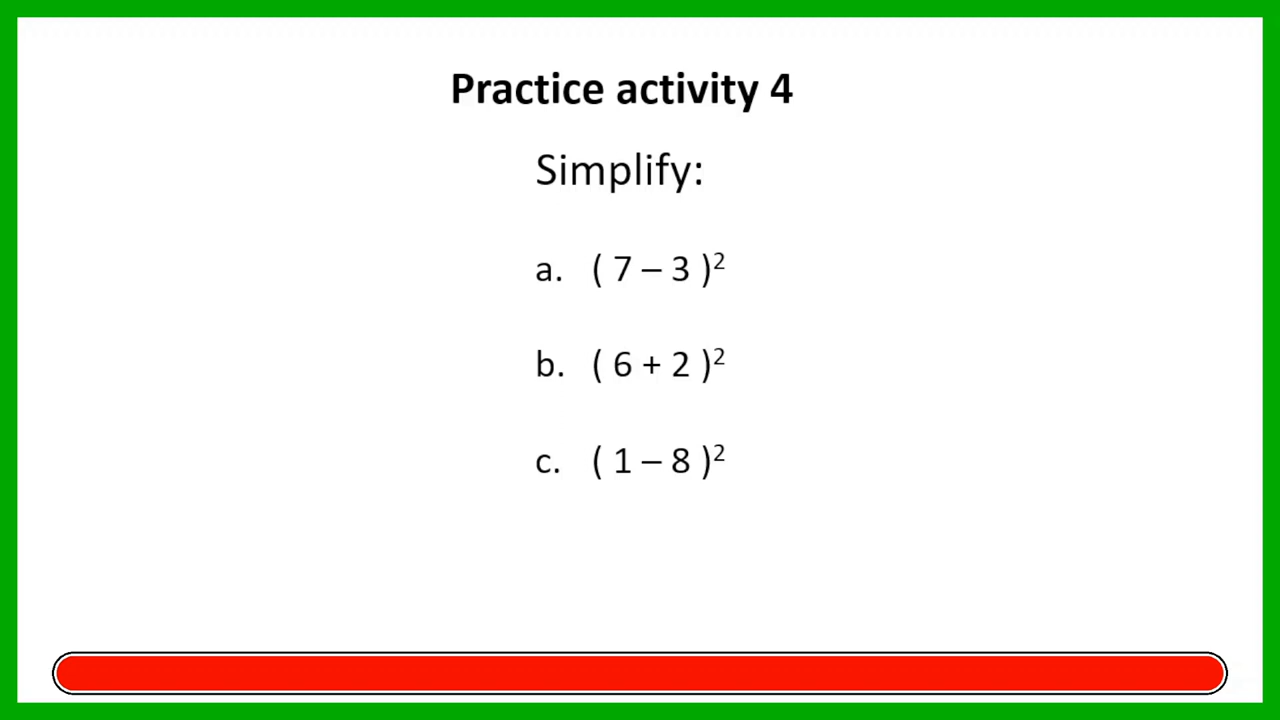 Practice activity 4
Simplify:
a. ( 7 – 3 )²
b. ( 6 + 2 )²
c. ( 1 – 8 )²